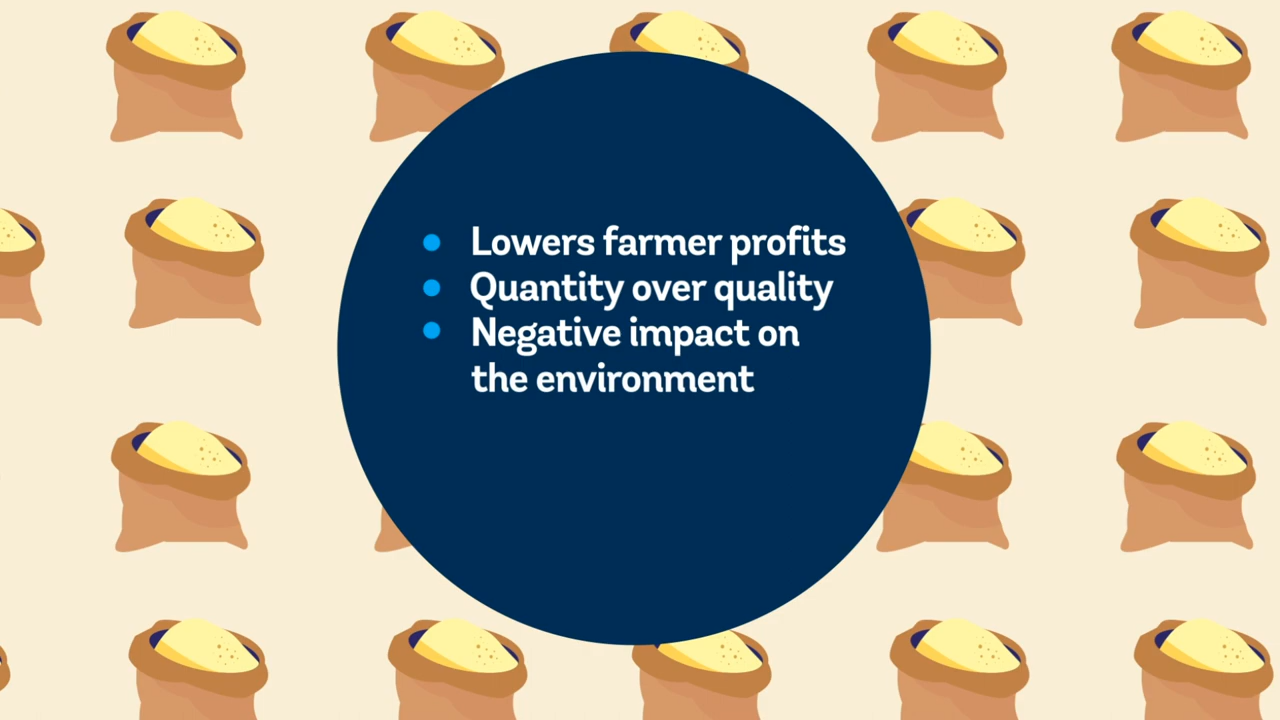 Lowers farmer profits
Quantity over quality
Negative impact on
the environment